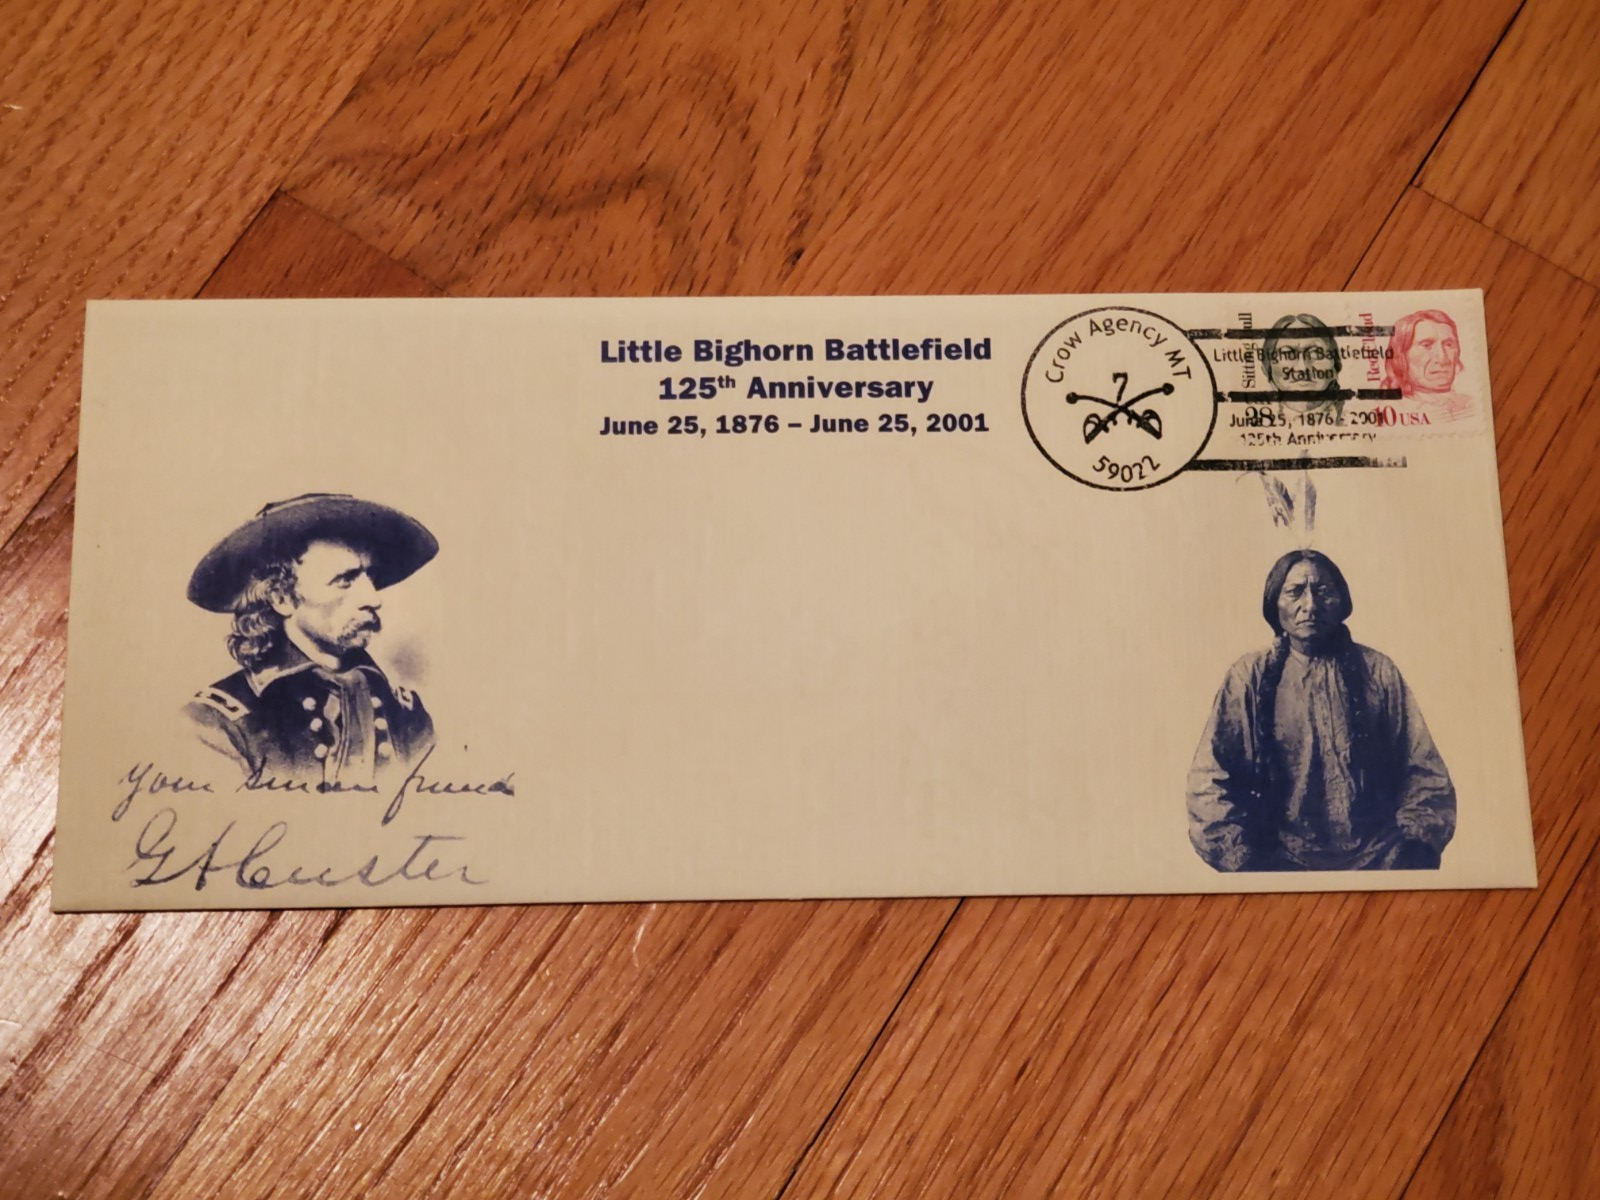 Little Bighorn Battlefield
125th Anniversary
June 25, 1876 – June 25, 2001
Crow Agency MT
7
59022
Little Bighorn Battlefield
Station
June 25, 1876 - 2001
125th Anniversary
Sitting Bull
28
Red Cloud
10 USA
Your friend
G A Custer